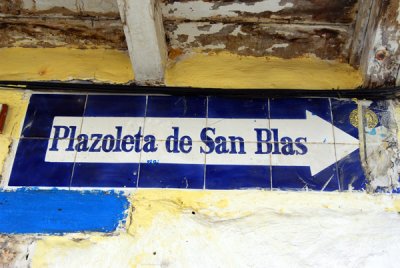 Plazoleta de San Blas